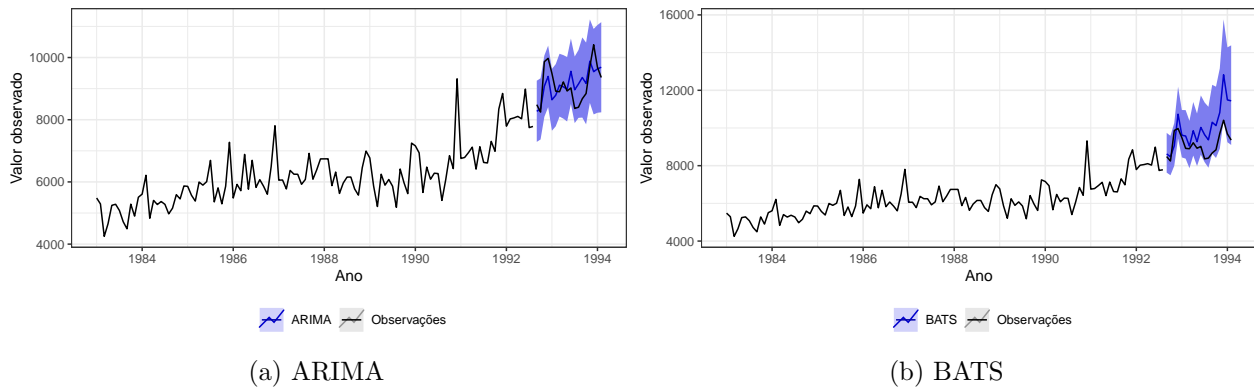 Valor observado
10000
8000
6000
4000
1984 1986 1988 1990 1992 1994
Ano
ARIMA Observações
(a) ARIMA
Valor observado
16000
12000
8000
4000
1984 1986 1988 1990 1992 1994
Ano
BATS Observações
(b) BATS